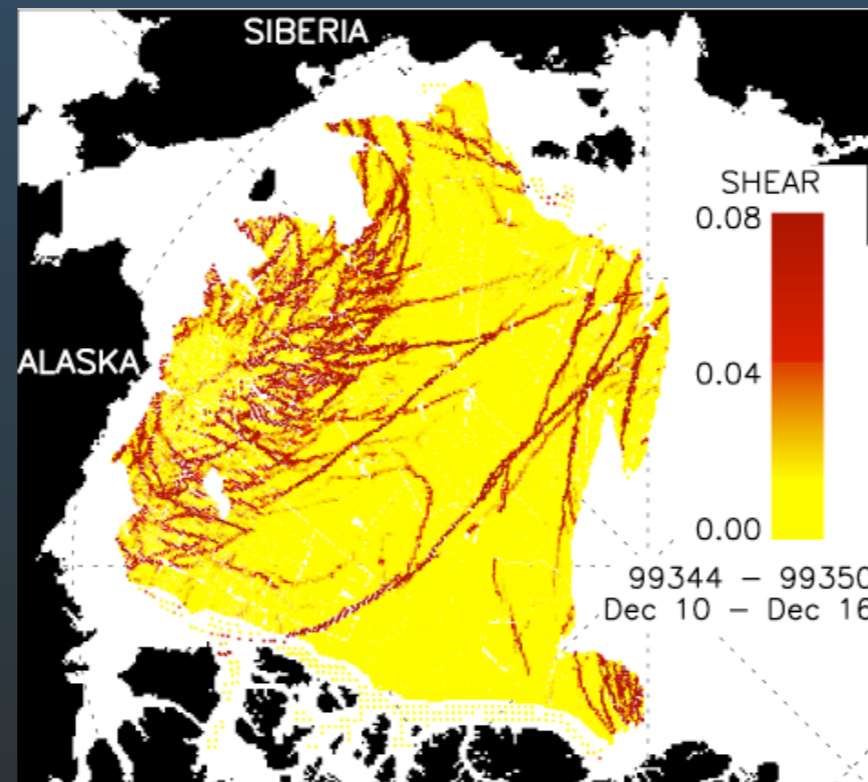 SIBERIA
SHEAR
0.08
ALASKA
0.04
0.00
99344 – 99350
Dec 10 – Dec 16